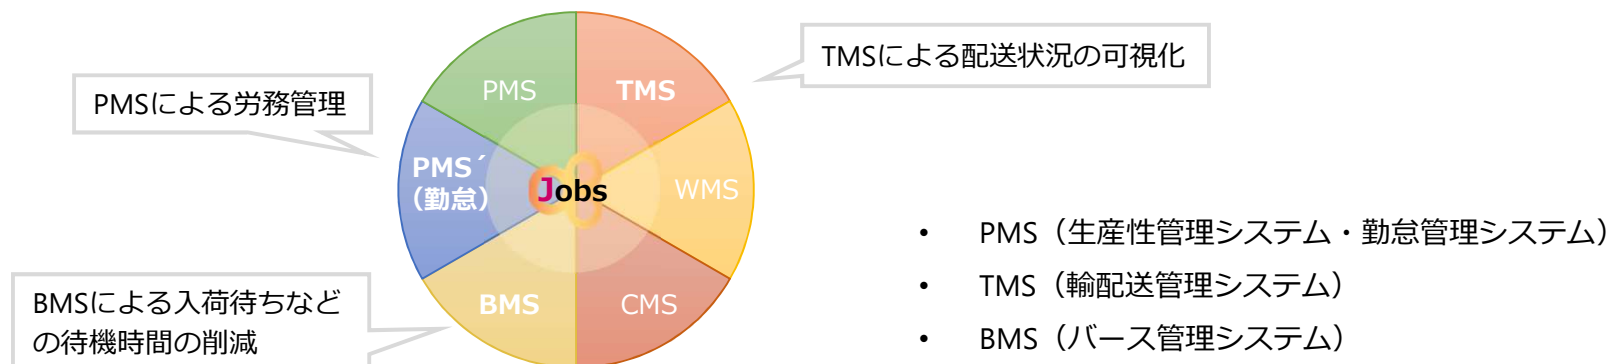 TMSによる配送状況の可視化
PMSによる労務管理
PMS
TMS
PMS´
（勤怠）
Jobs
WMS
BMS
CMS
BMSによる入荷待ちなど
の待機時間の削減
• PMS（生産性管理システム・勤怠管理システム）
• TMS（輸配送管理システム）
• BMS（バース管理システム）